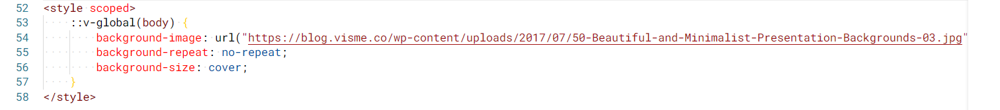 52 <style scoped>
53 ::v-global(body) {
54 background-image: url("https://blog.visme.co/wp-content/uploads/2017/07/50-Beautiful-and-Minimalist-Presentation-Backgrounds-03.jpg"
55 background-repeat: no-repeat;
56 background-size: cover;
57 }
58 </style>